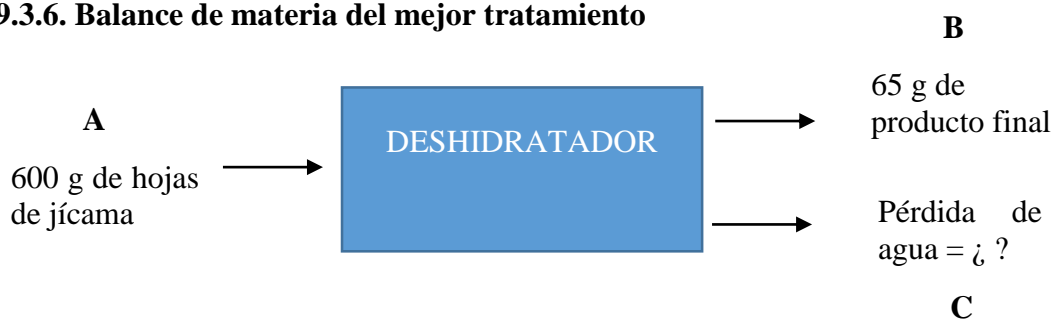 9.3.6. Balance de materia del mejor tratamiento
B
65 g de
producto final
A
600 g de hojas
de jícama
DESHIDRATADOR
Pérdida de
agua = ¿ ?
C